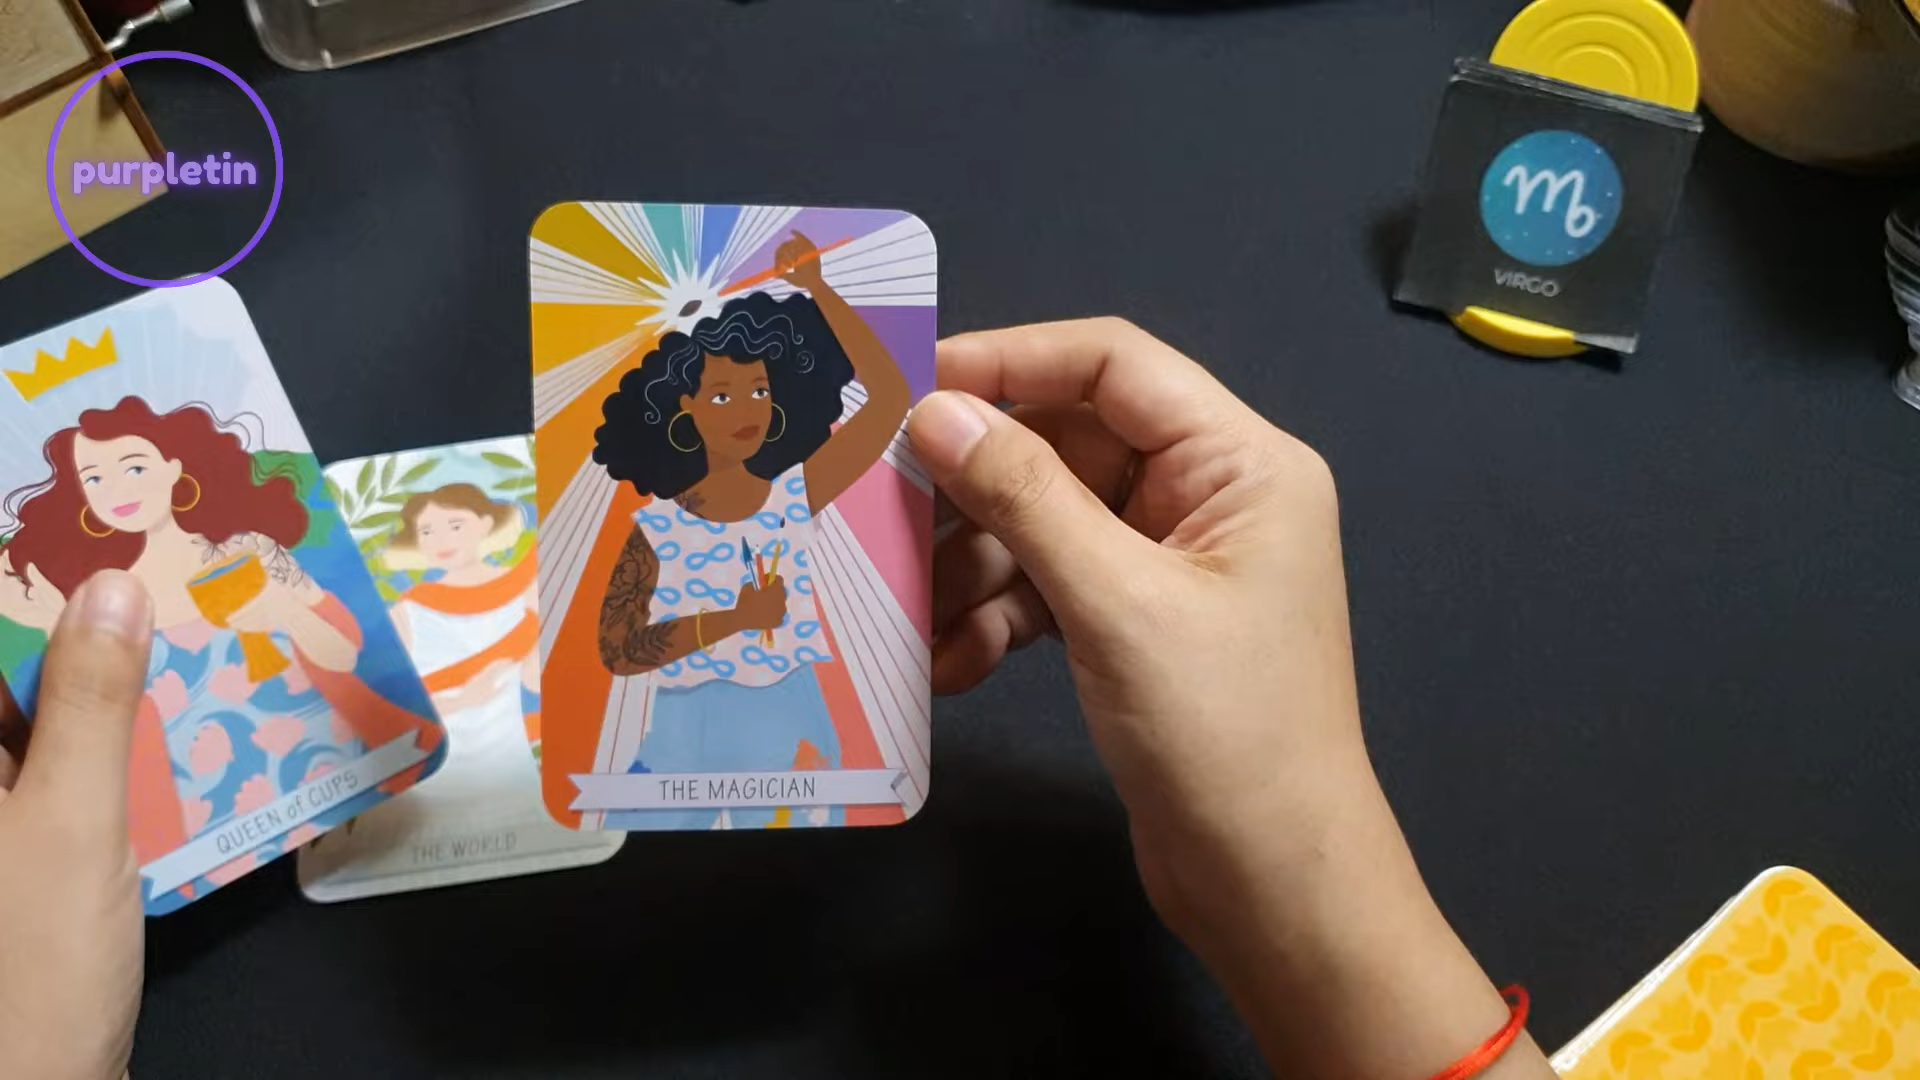 purpletin
VIRGO
QUEEN of CUPS
THE WORLD
THE MAGICIAN